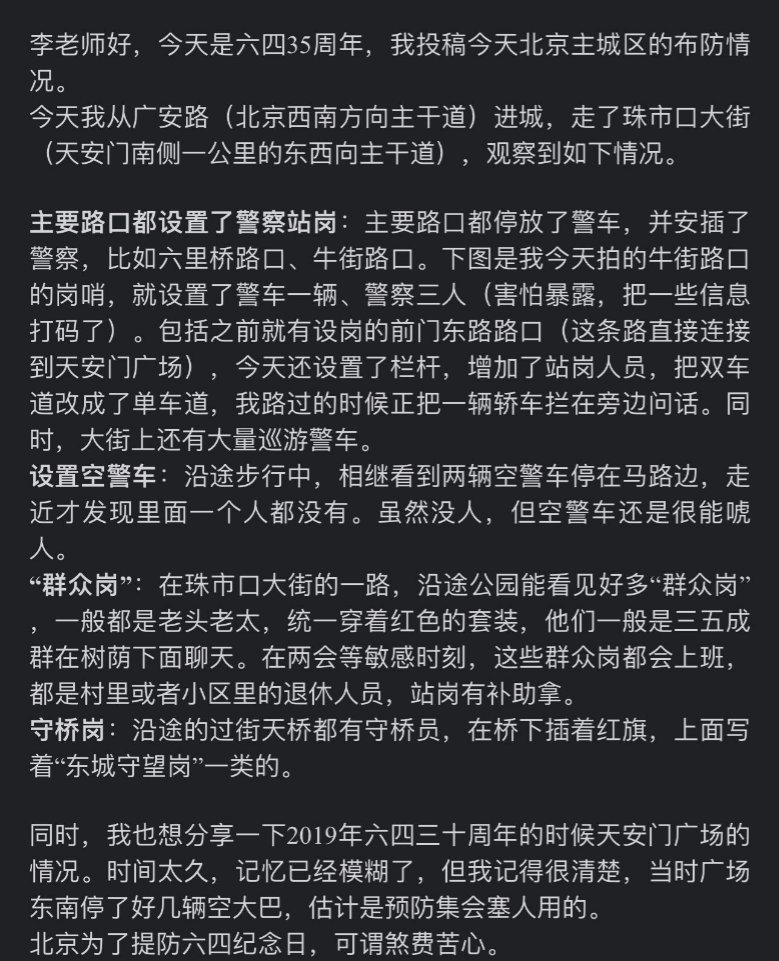 李老师好，今天是六四35周年，我投稿今天北京主城区的布防情
况。
今天我从广安路（北京西南方向主干道）进城，走了珠市口大街
（天安门南侧一公里的东西向主干道），观察到如下情况。
主要路口都设置了警察站岗：主要路口都停放了警车，并安插了
警察，比如六里桥路口、牛街路口。下图是我今天拍的牛街路口
的岗哨，就设置了警车一辆、警察三人（害怕暴露，把一些信息
打码了）。包括之前就有设岗的前门东路路口（这条路直接连接
到天安门广场），今天还设置了栏杆，增加了站岗人员，把双车
道改成了单车道，我路过的时候正把一辆轿车拦在旁边问话。同
时，大街上还有大量巡游警车。
设置空警车：沿途步行中，相继看到两辆空警车停在马路边，走
近才发现里面一个人都没有。虽然没人，但空警车还是很能唬
人。
“群众岗”：在珠市口大街的一路，沿途公园能看见好多“群众岗”
，一般都是老头老太，统一穿着红色的套装，他们一般是三五成
群在树荫下面聊天。在两会等敏感时刻，这些群众岗都会上班，
都是村里或者小区里的退休人员，站岗有补助拿。
守桥岗：沿途的过街天桥都有守桥员，在桥下插着红旗，上面写
着“东城守望岗”一类的。
同时，我也想分享一下2019年六四三十周年的时候天安门广场的
情况。时间太久，记忆已经模糊了，但我记得很清楚，当时广场
东南停了好几辆空大巴，估计是预防集会塞人用的。
北京为了提防六四纪念日，可谓煞费苦心。